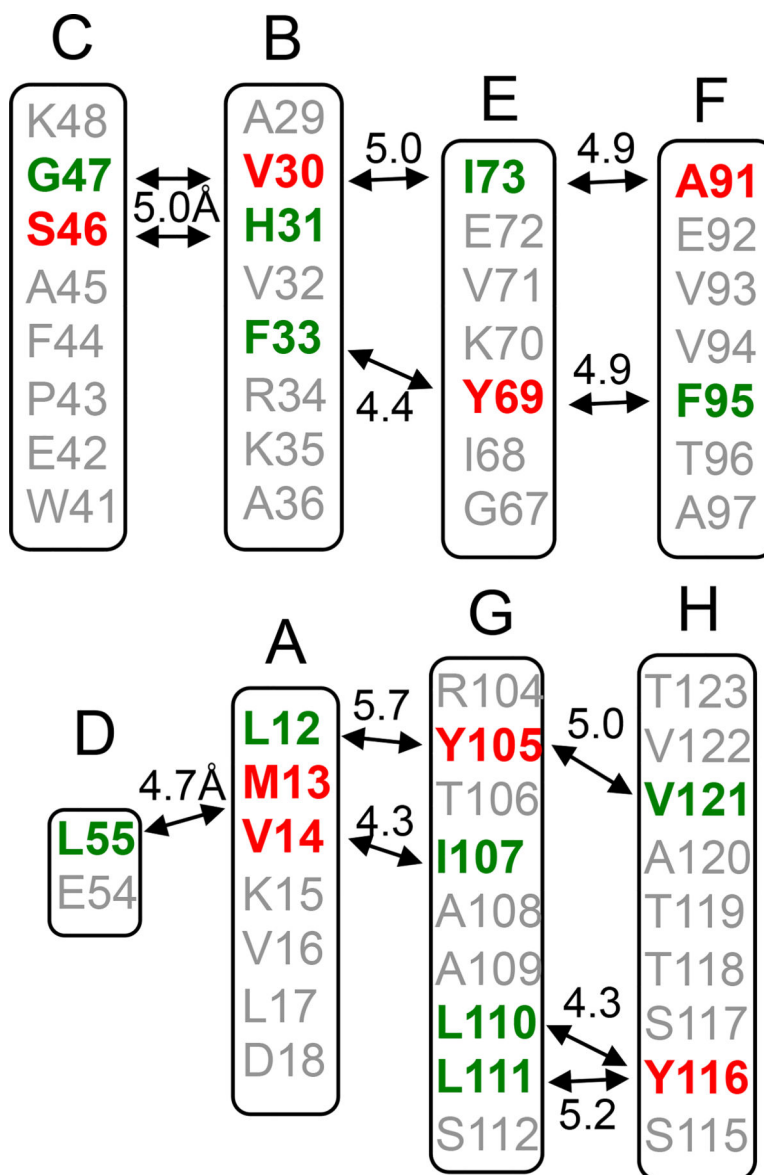 C
K48
G47
S46
A45
F44
P43
E42
W41
5.0Å
B
A29
V30
H31
V32
F33
R34
K35
A36
5.0
4.4
E
I73
E72
V71
K70
Y69
I68
G67
4.9
4.9
F
A91
E92
V93
V94
F95
T96
A97
D
L55
E54
4.7Å
A
L12
M13
V14
K15
V16
L17
D18
5.7
4.3
G
R104
Y105
T106
I107
A108
A109
L110
L111
S112
5.0
4.3
5.2
H
T123
V122
V121
A120
T119
T118
S117
Y116
S115